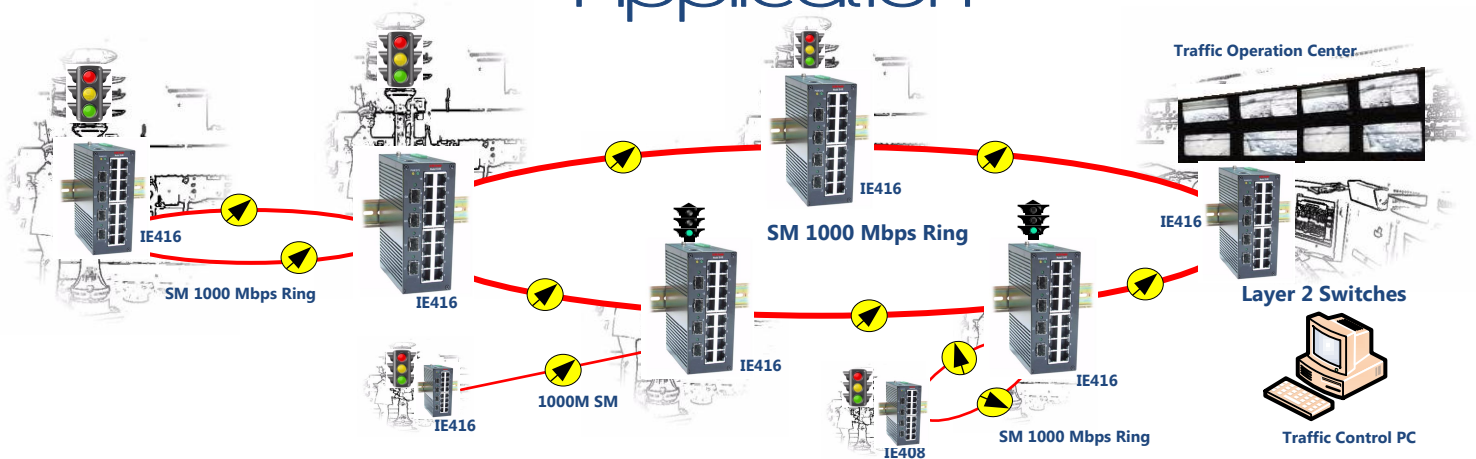 Application
Traffic Operation Center
IE416
IE416
IE416
SM 1000 Mbps Ring
IE416
SM 1000 Mbps Ring
IE416
Layer 2 Switches
IE416
IE416
1000M SM
IE416
SM 1000 Mbps Ring
IE408
Traffic Control PC